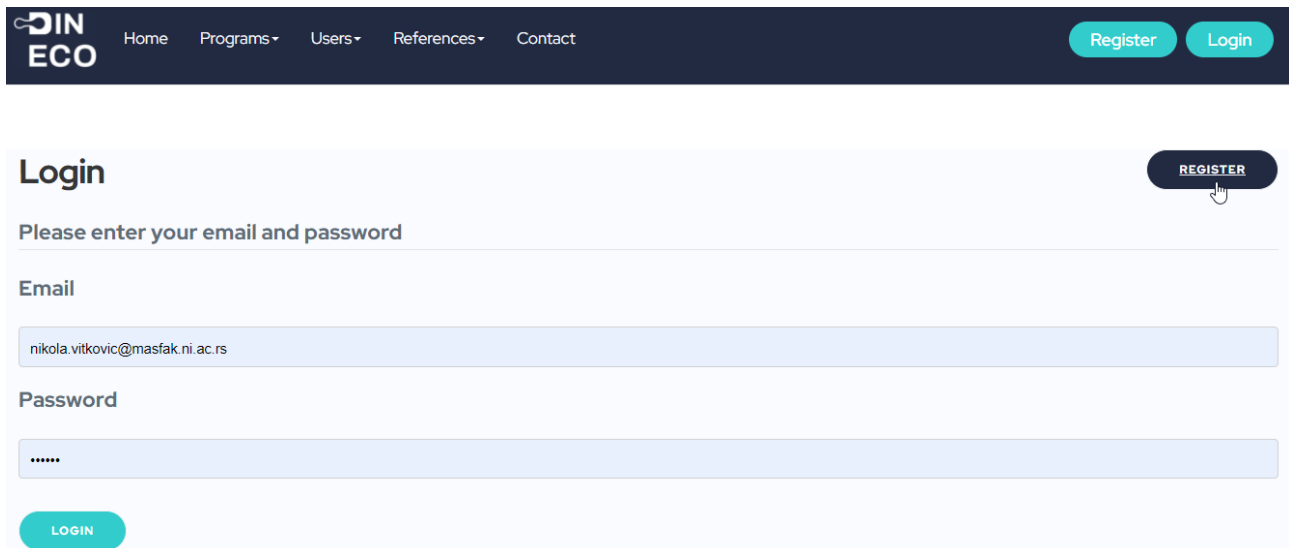 DIN
ECO
Home Programs Users References Contact Register Login
Login
REGISTER
Please enter your email and password
Email
nikola.vitkovic@masfak.ni.ac.rs
Password
••••••
LOGIN